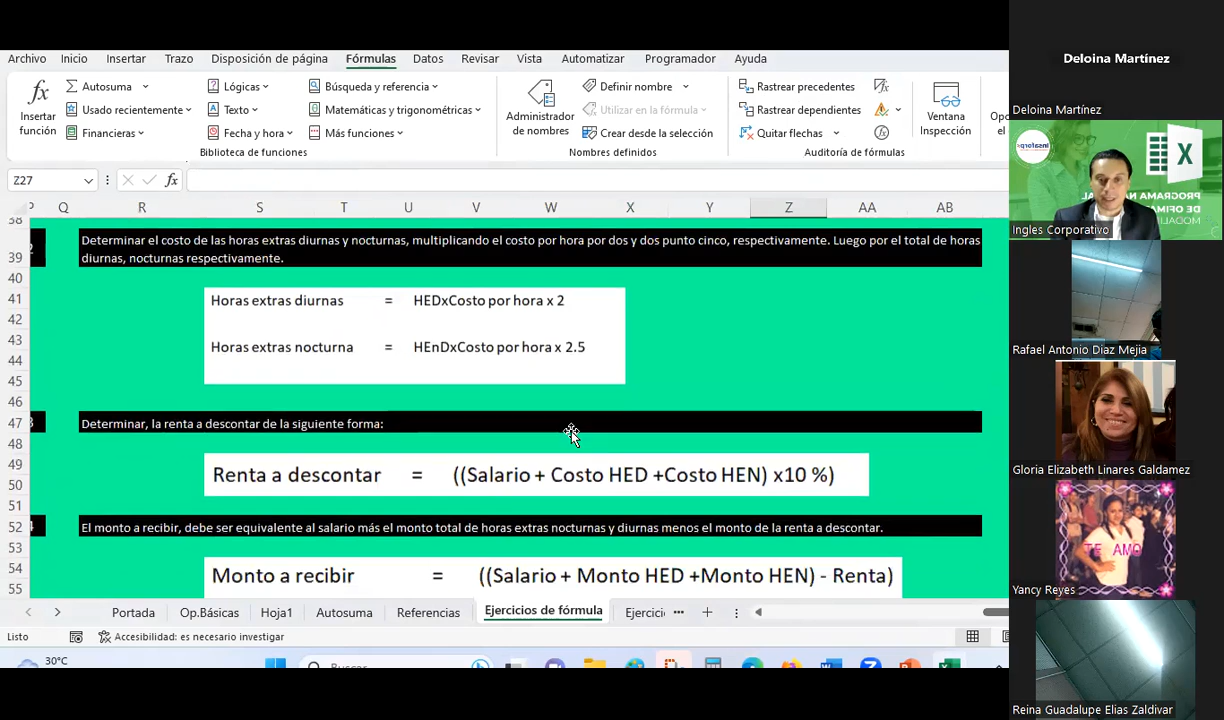 Archivo Inicio Insertar Trazo Disposición de página Fórmulas Datos Revisar Vista Automatizar Programador Ayuda
Insertar función
Autosuma
Usado recientemente
Financieras
Lógicas
Texto
Fecha y hora
Búsqueda y referencia
Matemáticas y trigonométricas
Más funciones
Biblioteca de funciones
Administrador de nombres
Definir nombre
Utilizar en la fórmula
Crear desde la selección
Nombres definidos
Rastrear precedentes
Rastrear dependientes
Quitar flechas
Auditoría de fórmulas
Ventana Inspección
Z27
fx
Q R S T U V W X Y Z AA AB
39
40
41
42
43
44
45
46
47
48
49
50
51
52
53
54
55
Determinar el costo de las horas extras diurnas y nocturnas, multiplicando el costo por hora por dos y dos punto cinco, respectivamente. Luego por el total de horas
diurnas, nocturnas respectivamente.
Horas extras diurnas = HEDxCosto por hora x 2
Horas extras nocturna = HEnDxCosto por hora x 2.5
Determinar, la renta a descontar de la siguiente forma:
Renta a descontar = ((Salario + Costo HED +Costo HEN) x10 %)
El monto a recibir, debe ser equivalente al salario más el monto total de horas extras nocturnas y diurnas menos el monto de la renta a descontar.
Monto a recibir = ((Salario + Monto HED +Monto HEN) - Renta)
Portada Op.Básicas Hoja1 Autosuma Referencias Ejercicios de fórmula Ejercicic
Listo
Accesibilidad: es necesario investigar
30°C
Buscar
Deloina Martínez
Deloina Martínez
Insaforp
Ingles Corporativo
Rafael Antonio Diaz Mejia
Gloria Elizabeth Linares Galdamez
TE AMO
Yancy Reyes
Reina Guadalupe Elias Zaldivar